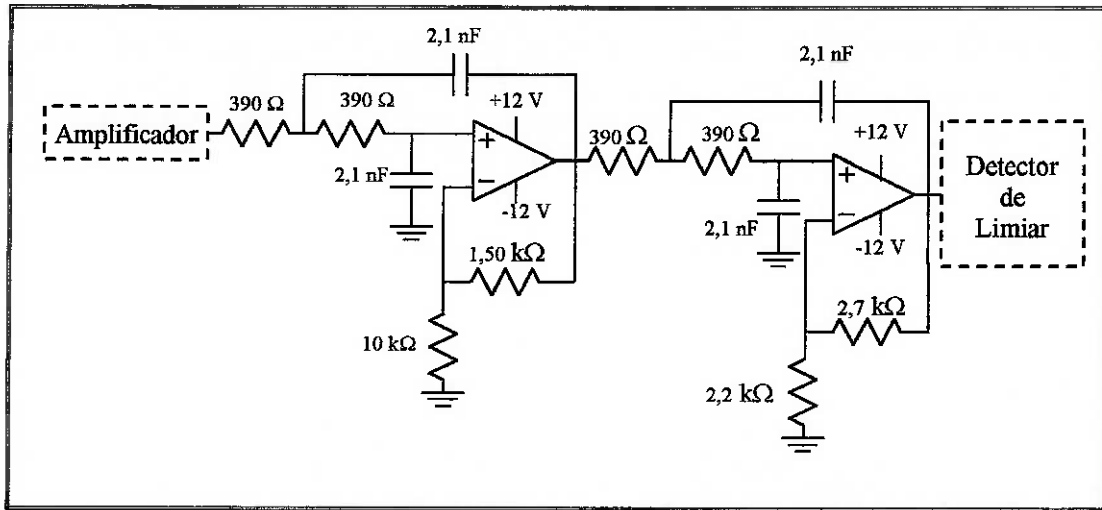 2,1 nF
390 Ω
390 Ω
+12 V
Amplificador
+
2,1 nF
−
-12 V
1,50 kΩ
10 kΩ
2,1 nF
390 Ω
390 Ω
+12 V
+
2,1 nF
−
-12 V
2,7 kΩ
2,2 kΩ
Detector
de
Limiar